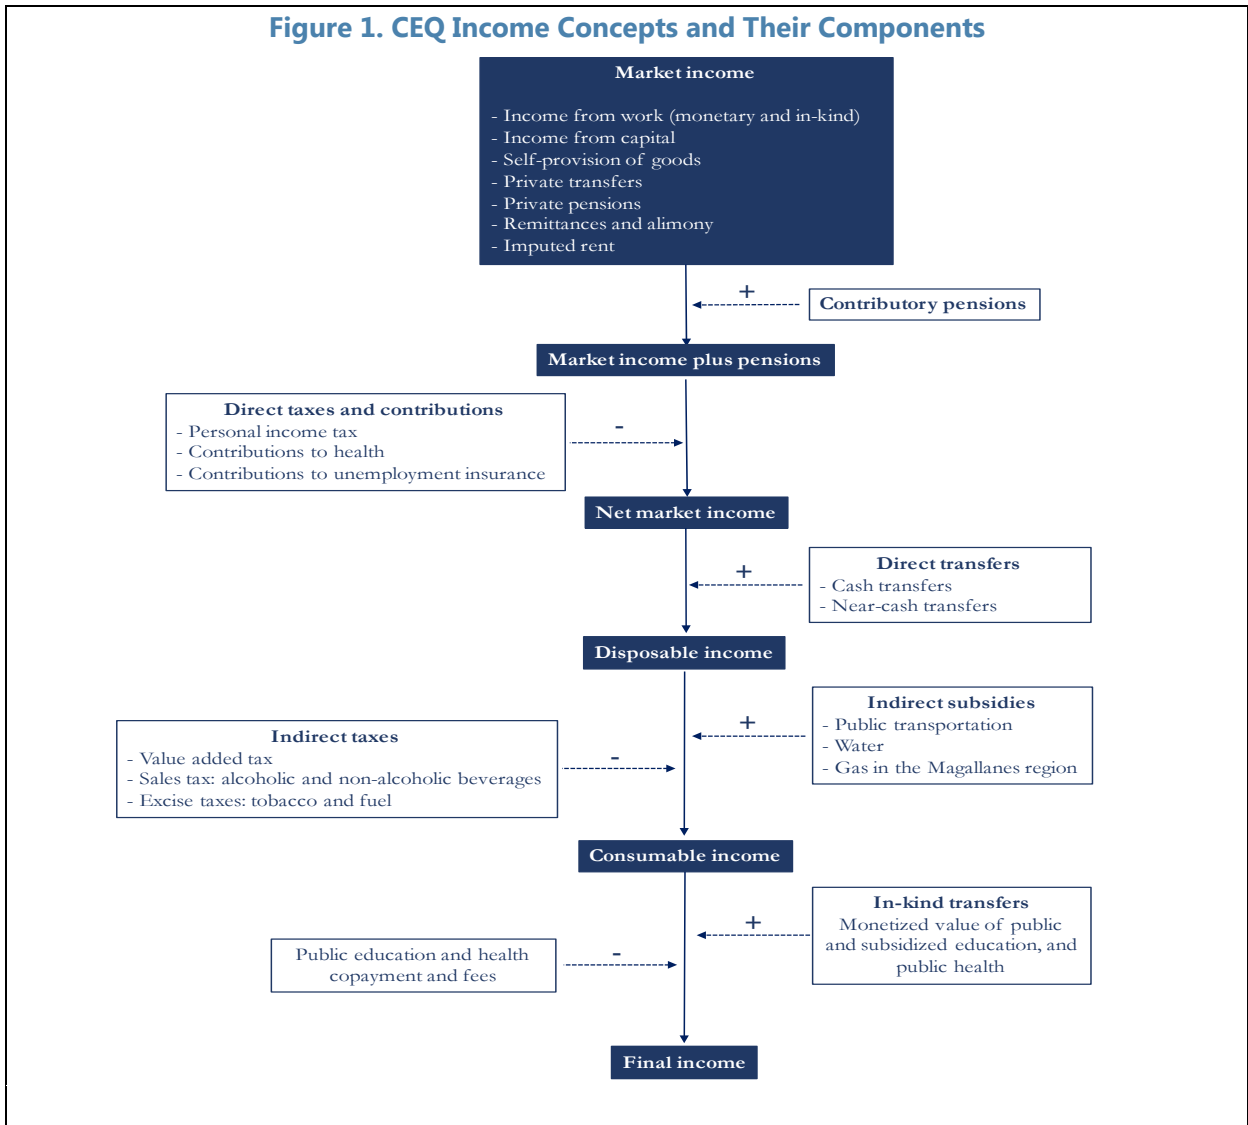 Figure 1. CEQ Income Concepts and Their Components
Market income
- Income from work (monetary and in-kind)
- Income from capital
- Self-provision of goods
- Private transfers
- Private pensions
- Remittances and alimony
- Imputed rent
+
Contributory pensions
Market income plus pensions
Direct taxes and contributions
- Personal income tax
- Contributions to health
- Contributions to unemployment insurance
-
Net market income
Direct transfers
- Cash transfers
- Near-cash transfers
+
Disposable income
Indirect subsidies
- Public transportation
- Water
- Gas in the Magallanes region
+
Indirect taxes
- Value added tax
- Sales tax: alcoholic and non-alcoholic beverages
- Excise taxes: tobacco and fuel
-
Consumable income
In-kind transfers
Monetized value of public
and subsidized education, and
public health
+
Public education and health
copayment and fees
-
Final income